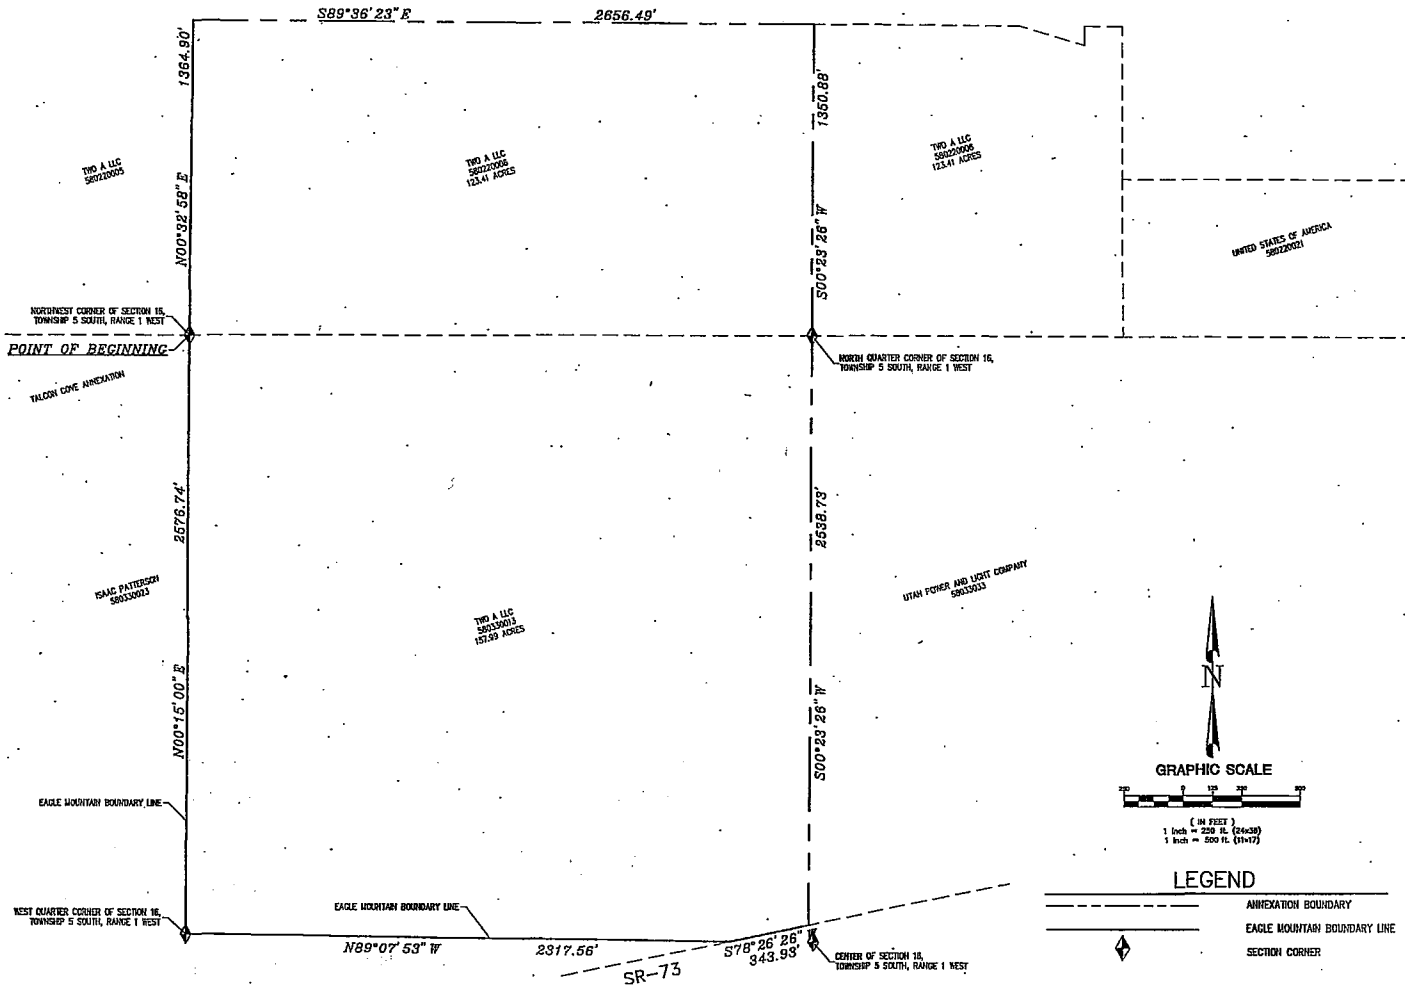 S89°36'23" E 2656.49'
1364.90'
N00°32'58" E
1350.88'
S00°23'26" W
TWO A LLC
580220005
TWO A LLC
580220006
123.41 ACRES
TWO A LLC
580220006
123.41 ACRES
UNITED STATES OF AMERICA
580220021
NORTHWEST CORNER OF SECTION 16,
TOWNSHIP 5 SOUTH, RANGE 1 WEST
POINT OF BEGINNING
NORTH QUARTER CORNER OF SECTION 16,
TOWNSHIP 5 SOUTH, RANGE 1 WEST
TALCON COVE ANNEXATION
2576.74'
N00°15'00" E
2538.73'
S00°23'26" W
ISAAC PATTERSON
580330023
TWO A LLC
580330013
157.99 ACRES
UTAH POWER AND LIGHT COMPANY
58033033
N
GRAPHIC SCALE
250 0 125 250 500
( IN FEET )
1 inch = 250 ft. (24x36)
1 inch = 500 ft. (11x17)
EAGLE MOUNTAIN BOUNDARY LINE
WEST QUARTER CORNER OF SECTION 16,
TOWNSHIP 5 SOUTH, RANGE 1 WEST
EAGLE MOUNTAIN BOUNDARY LINE
N89°07'53" W 2317.56'
S78°26'26"
343.93'
SR-73
CENTER OF SECTION 16,
TOWNSHIP 5 SOUTH, RANGE 1 WEST
LEGEND
ANNEXATION BOUNDARY
EAGLE MOUNTAIN BOUNDARY LINE
SECTION CORNER